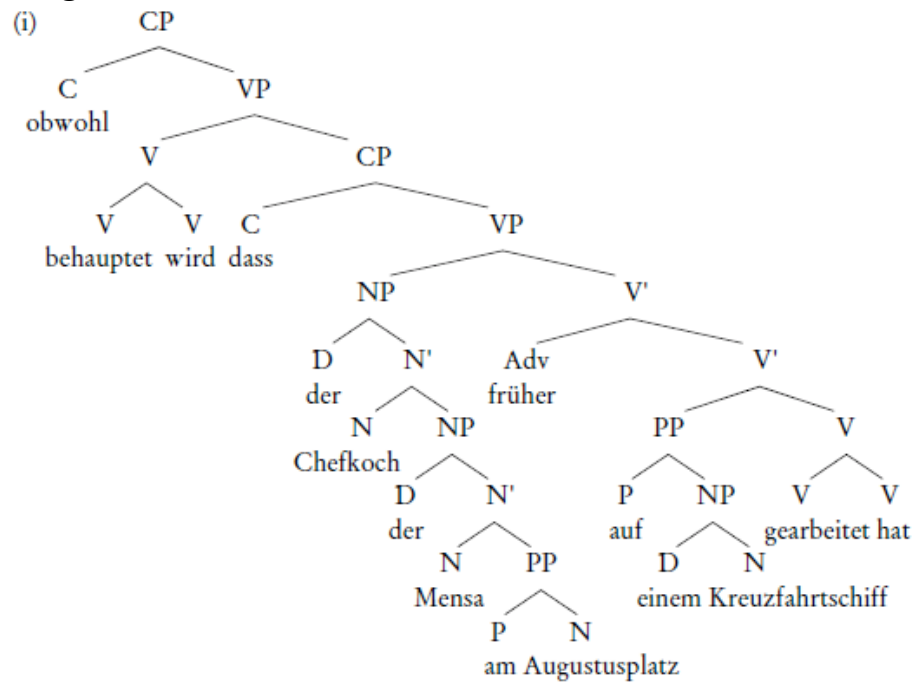 (i) CP
C VP
obwohl
V CP
V V C VP
behauptet wird dass
NP V'
D N' Adv V'
der früher
N NP PP V
Chefkoch
D N' P NP V V
der auf gearbeitet hat
N PP D N
Mensa einem Kreuzfahrtschiff
P N
am Augustusplatz